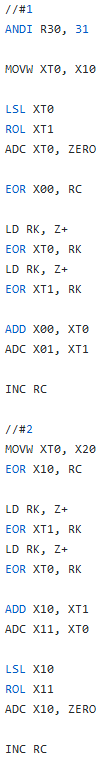 //#1
ANDI R30, 31
MOVW XT0, X10
LSL XT0
ROL XT1
ADC XT0, ZERO
EOR X00, RC
LD RK, Z+
EOR XT0, RK
LD RK, Z+
EOR XT1, RK
ADD X00, XT0
ADC X01, XT1
INC RC
//#2
MOVW XT0, X20
EOR X10, RC
LD RK, Z+
EOR XT1, RK
LD RK, Z+
EOR XT0, RK
ADD X10, XT1
ADC X11, XT0
LSL X10
ROL X11
ADC X10, ZERO
INC RC